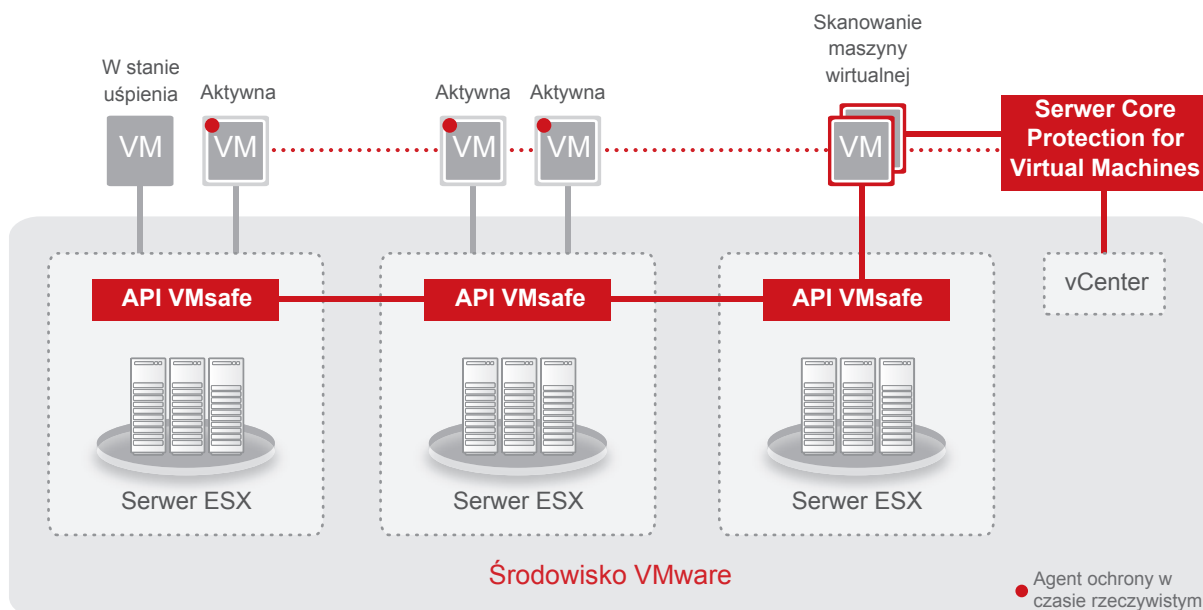 W stanie
uśpienia
Aktywna
Aktywna
Aktywna
Skanowanie
maszyny
wirtualnej
VM
VM
VM
VM
VM
Serwer Core
Protection for
Virtual Machines
API VMsafe
API VMsafe
API VMsafe
vCenter
Serwer ESX
Serwer ESX
Serwer ESX
Środowisko VMware
Agent ochrony w
czasie rzeczywistym